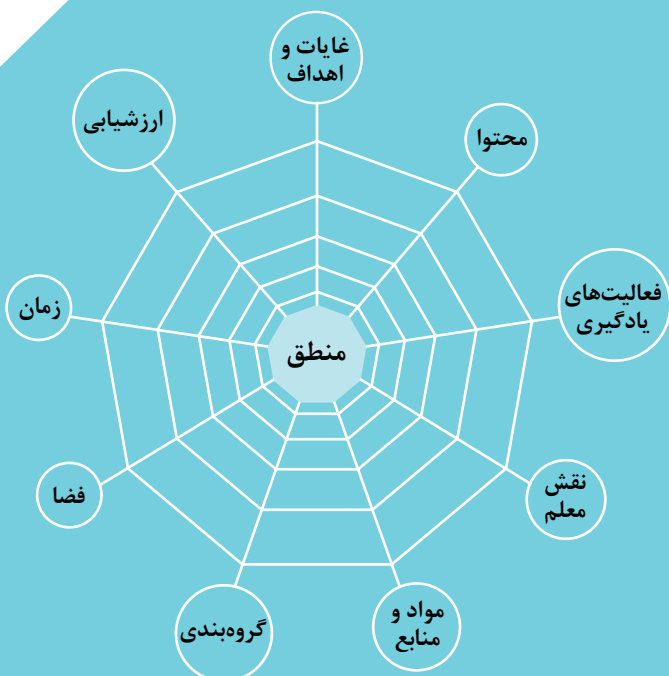 غایات و
اهداف
محتوا
ارزشیابی
فعالیت‌های
یادگیری
زمان
منطق
نقش
معلم
فضا
مواد و
منابع
گروه‌بندی